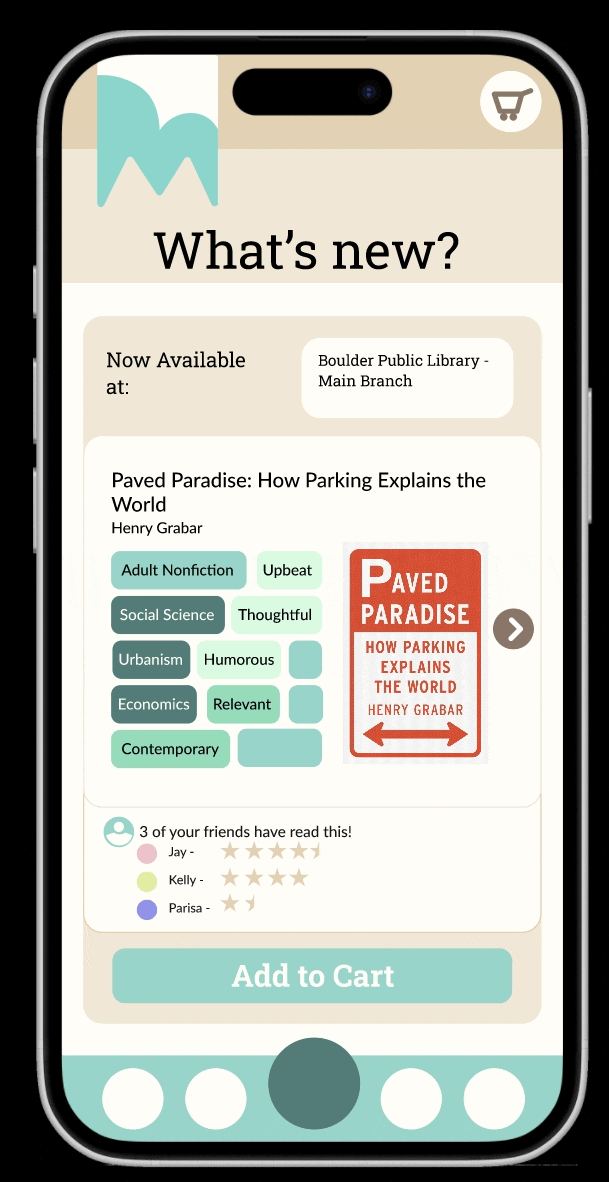 What's new?
Now Available
at:
Boulder Public Library -
Main Branch
Paved Paradise: How Parking Explains the
World
Henry Grabar
Adult Nonfiction
Upbeat
Social Science
Thoughtful
Urbanism
Humorous
Economics
Relevant
Contemporary
PAVED
PARADISE
HOW PARKING
EXPLAINS
THE WORLD
HENRY GRABAR
3 of your friends have read this!
Jay -
Kelly -
Parisa -
Add to Cart